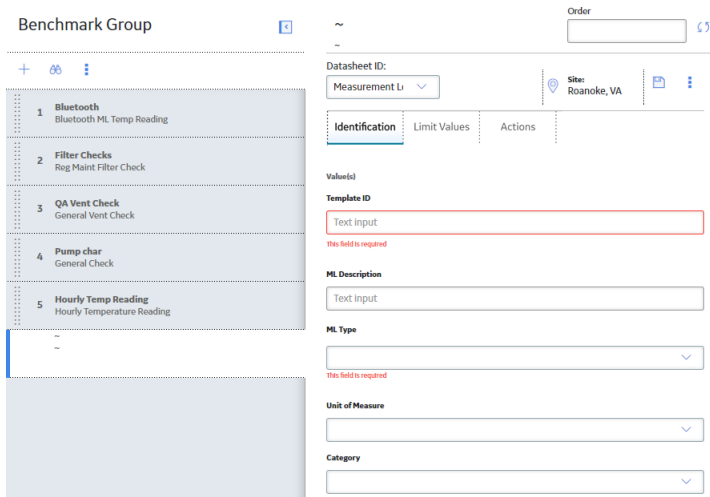 Benchmark Group
1
Bluetooth
Bluetooth ML Temp Reading
2
Filter Checks
Reg Maint Filter Check
3
QA Vent Check
General Vent Check
4
Pump char
General Check
5
Hourly Temp Reading
Hourly Temperature Reading
~
~
~
~
Order
Datasheet ID:
Measurement Lo
Site:
Roanoke, VA
Identification
Limit Values
Actions
Value(s)
Template ID
Text input
This field is required
ML Description
Text input
ML Type
This field is required
Unit of Measure
Category